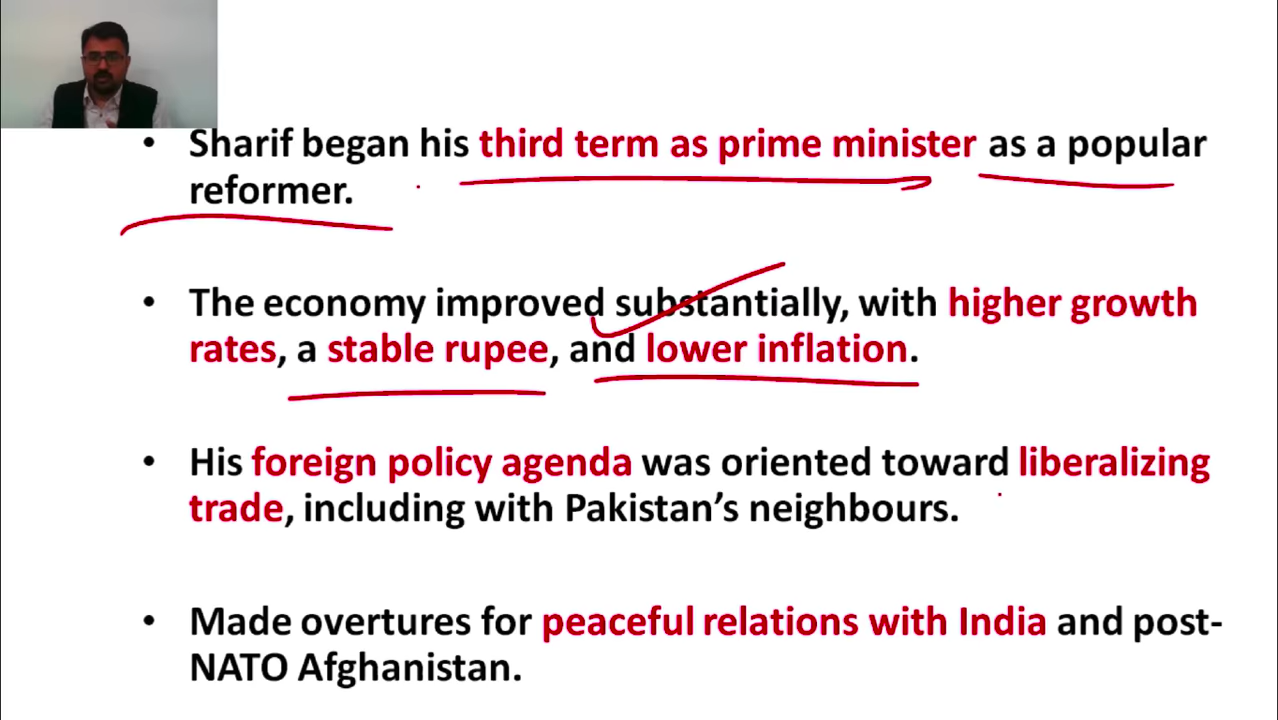 • Sharif began his third term as prime minister as a popular
reformer.
• The economy improved substantially, with higher growth
rates, a stable rupee, and lower inflation.
• His foreign policy agenda was oriented toward liberalizing
trade, including with Pakistan’s neighbours.
• Made overtures for peaceful relations with India and post-
NATO Afghanistan.